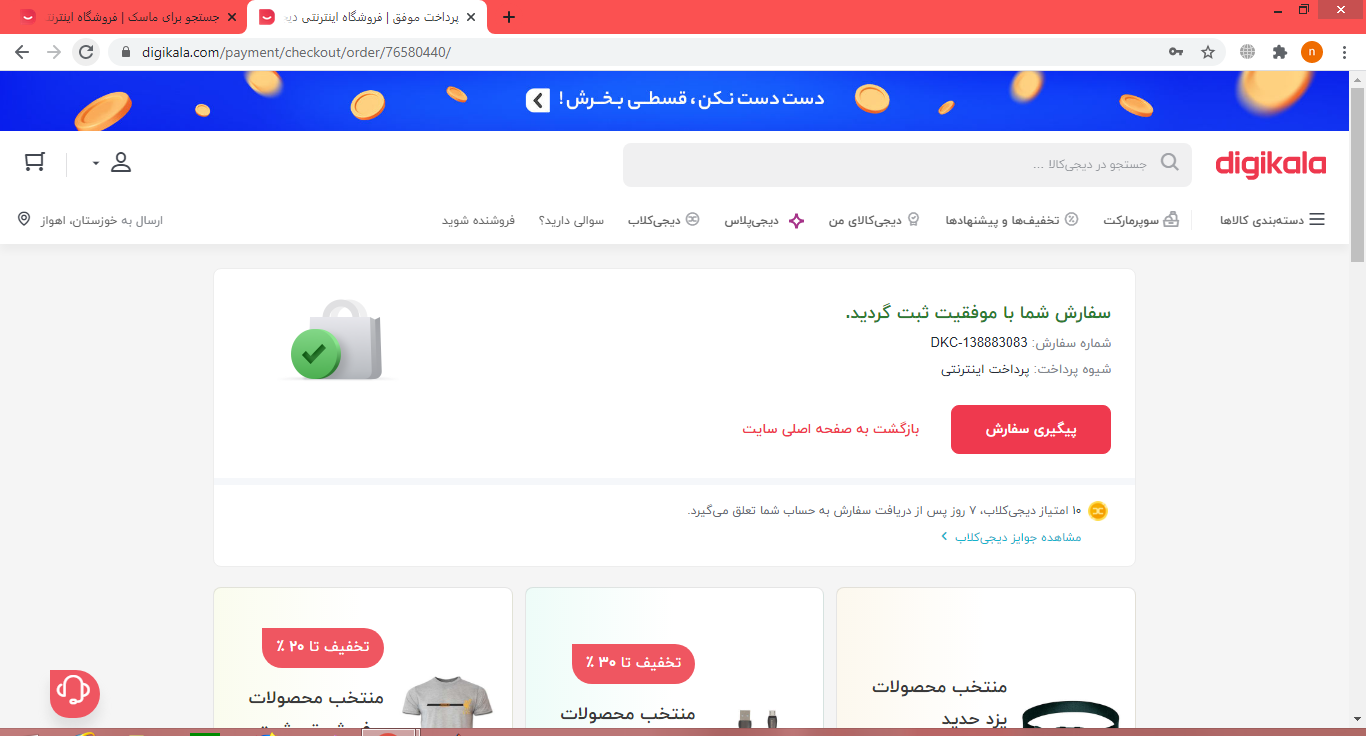 جستجو برای ماسک | فروشگاه اینترنتی
پرداخت موفق | فروشگاه اینترنتی دیج
digikala.com/payment/checkout/order/76580440/
n
دست دست نکن، قسطی بخرش!
digikala
جستجو در دیجی‌کالا ...
دسته‌بندی کالاها
سوپرمارکت
تخفیف‌ها و پیشنهادها
دیجی‌کالای من
دیجی‌پلاس
دیجی‌کلاب
سوالی دارید؟
فروشنده شوید
ارسال به خوزستان، اهواز
سفارش شما با موفقیت ثبت گردید.
شماره سفارش: DKC-138883083
شیوه پرداخت: پرداخت اینترنتی
پیگیری سفارش
بازگشت به صفحه اصلی سایت
۱۰ امتیاز دیجی‌کلاب، ۷ روز پس از دریافت سفارش به حساب شما تعلق می‌گیرد.
مشاهده جوایز دیجی‌کلاب
منتخب محصولات
یزد حدید
تخفیف تا ۳۰ ٪
منتخب محصولات
تخفیف تا ۲۰ ٪
منتخب محصولات